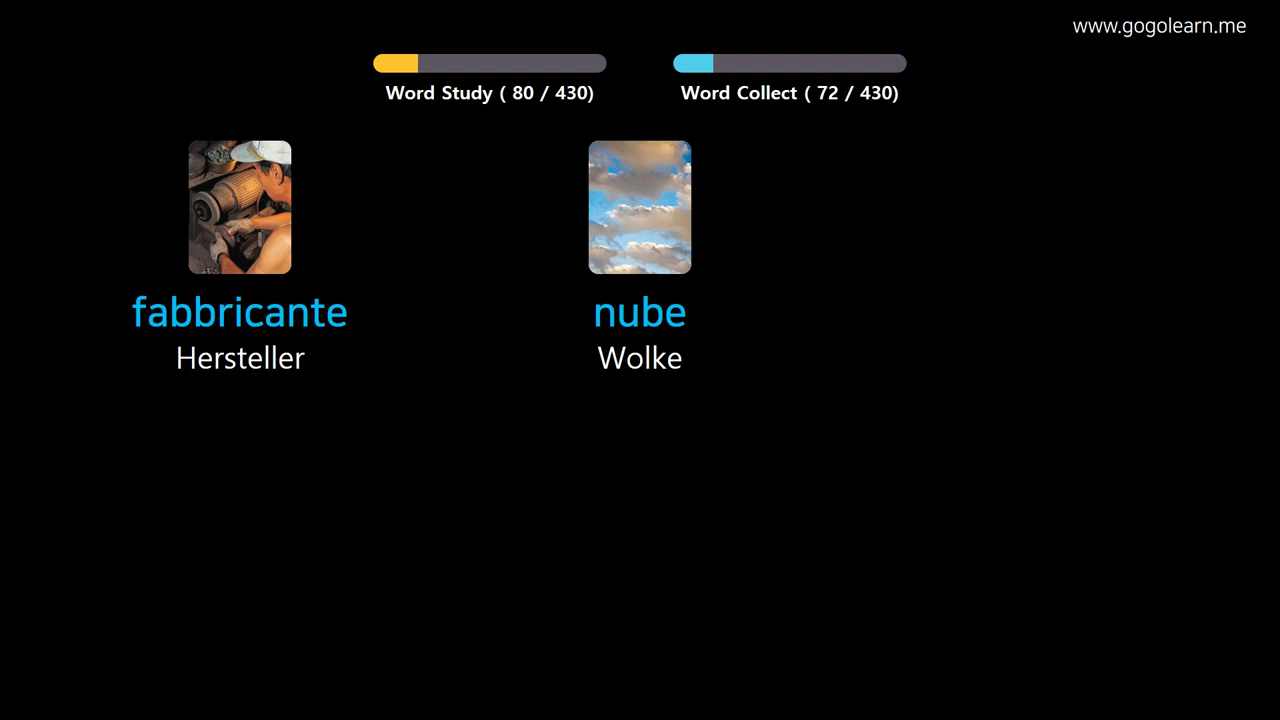 www.gogolearn.me
Word Study ( 80 / 430)
Word Collect ( 72 / 430)
fabbricante
Hersteller
nube
Wolke